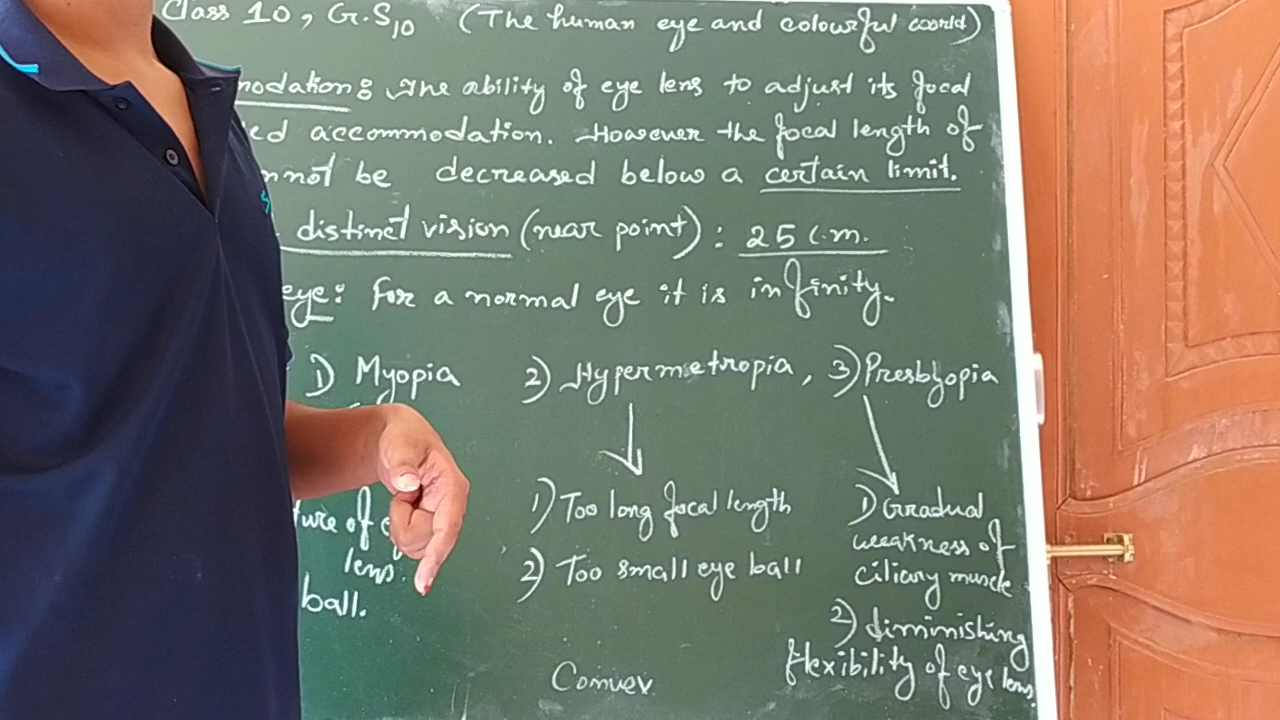 Class 10, G.S10 (The human eye and colourful world)
modation: The ability of eye lens to adjust its focal
ed accommodation. However the focal length of
nnot be decreased below a certain limit.
distinct vision (near point): 25 c.m.
eye: for a normal eye it is infinity.
1) Myopia 2) Hypermetropia, 3) Presbyopia
1) Too long focal length
2) Too small eye ball
1) Gradual
weakness of
ciliary muscle
2) diminishing
flexibility of eye lens
ture of e
lens.
ball.
Convex